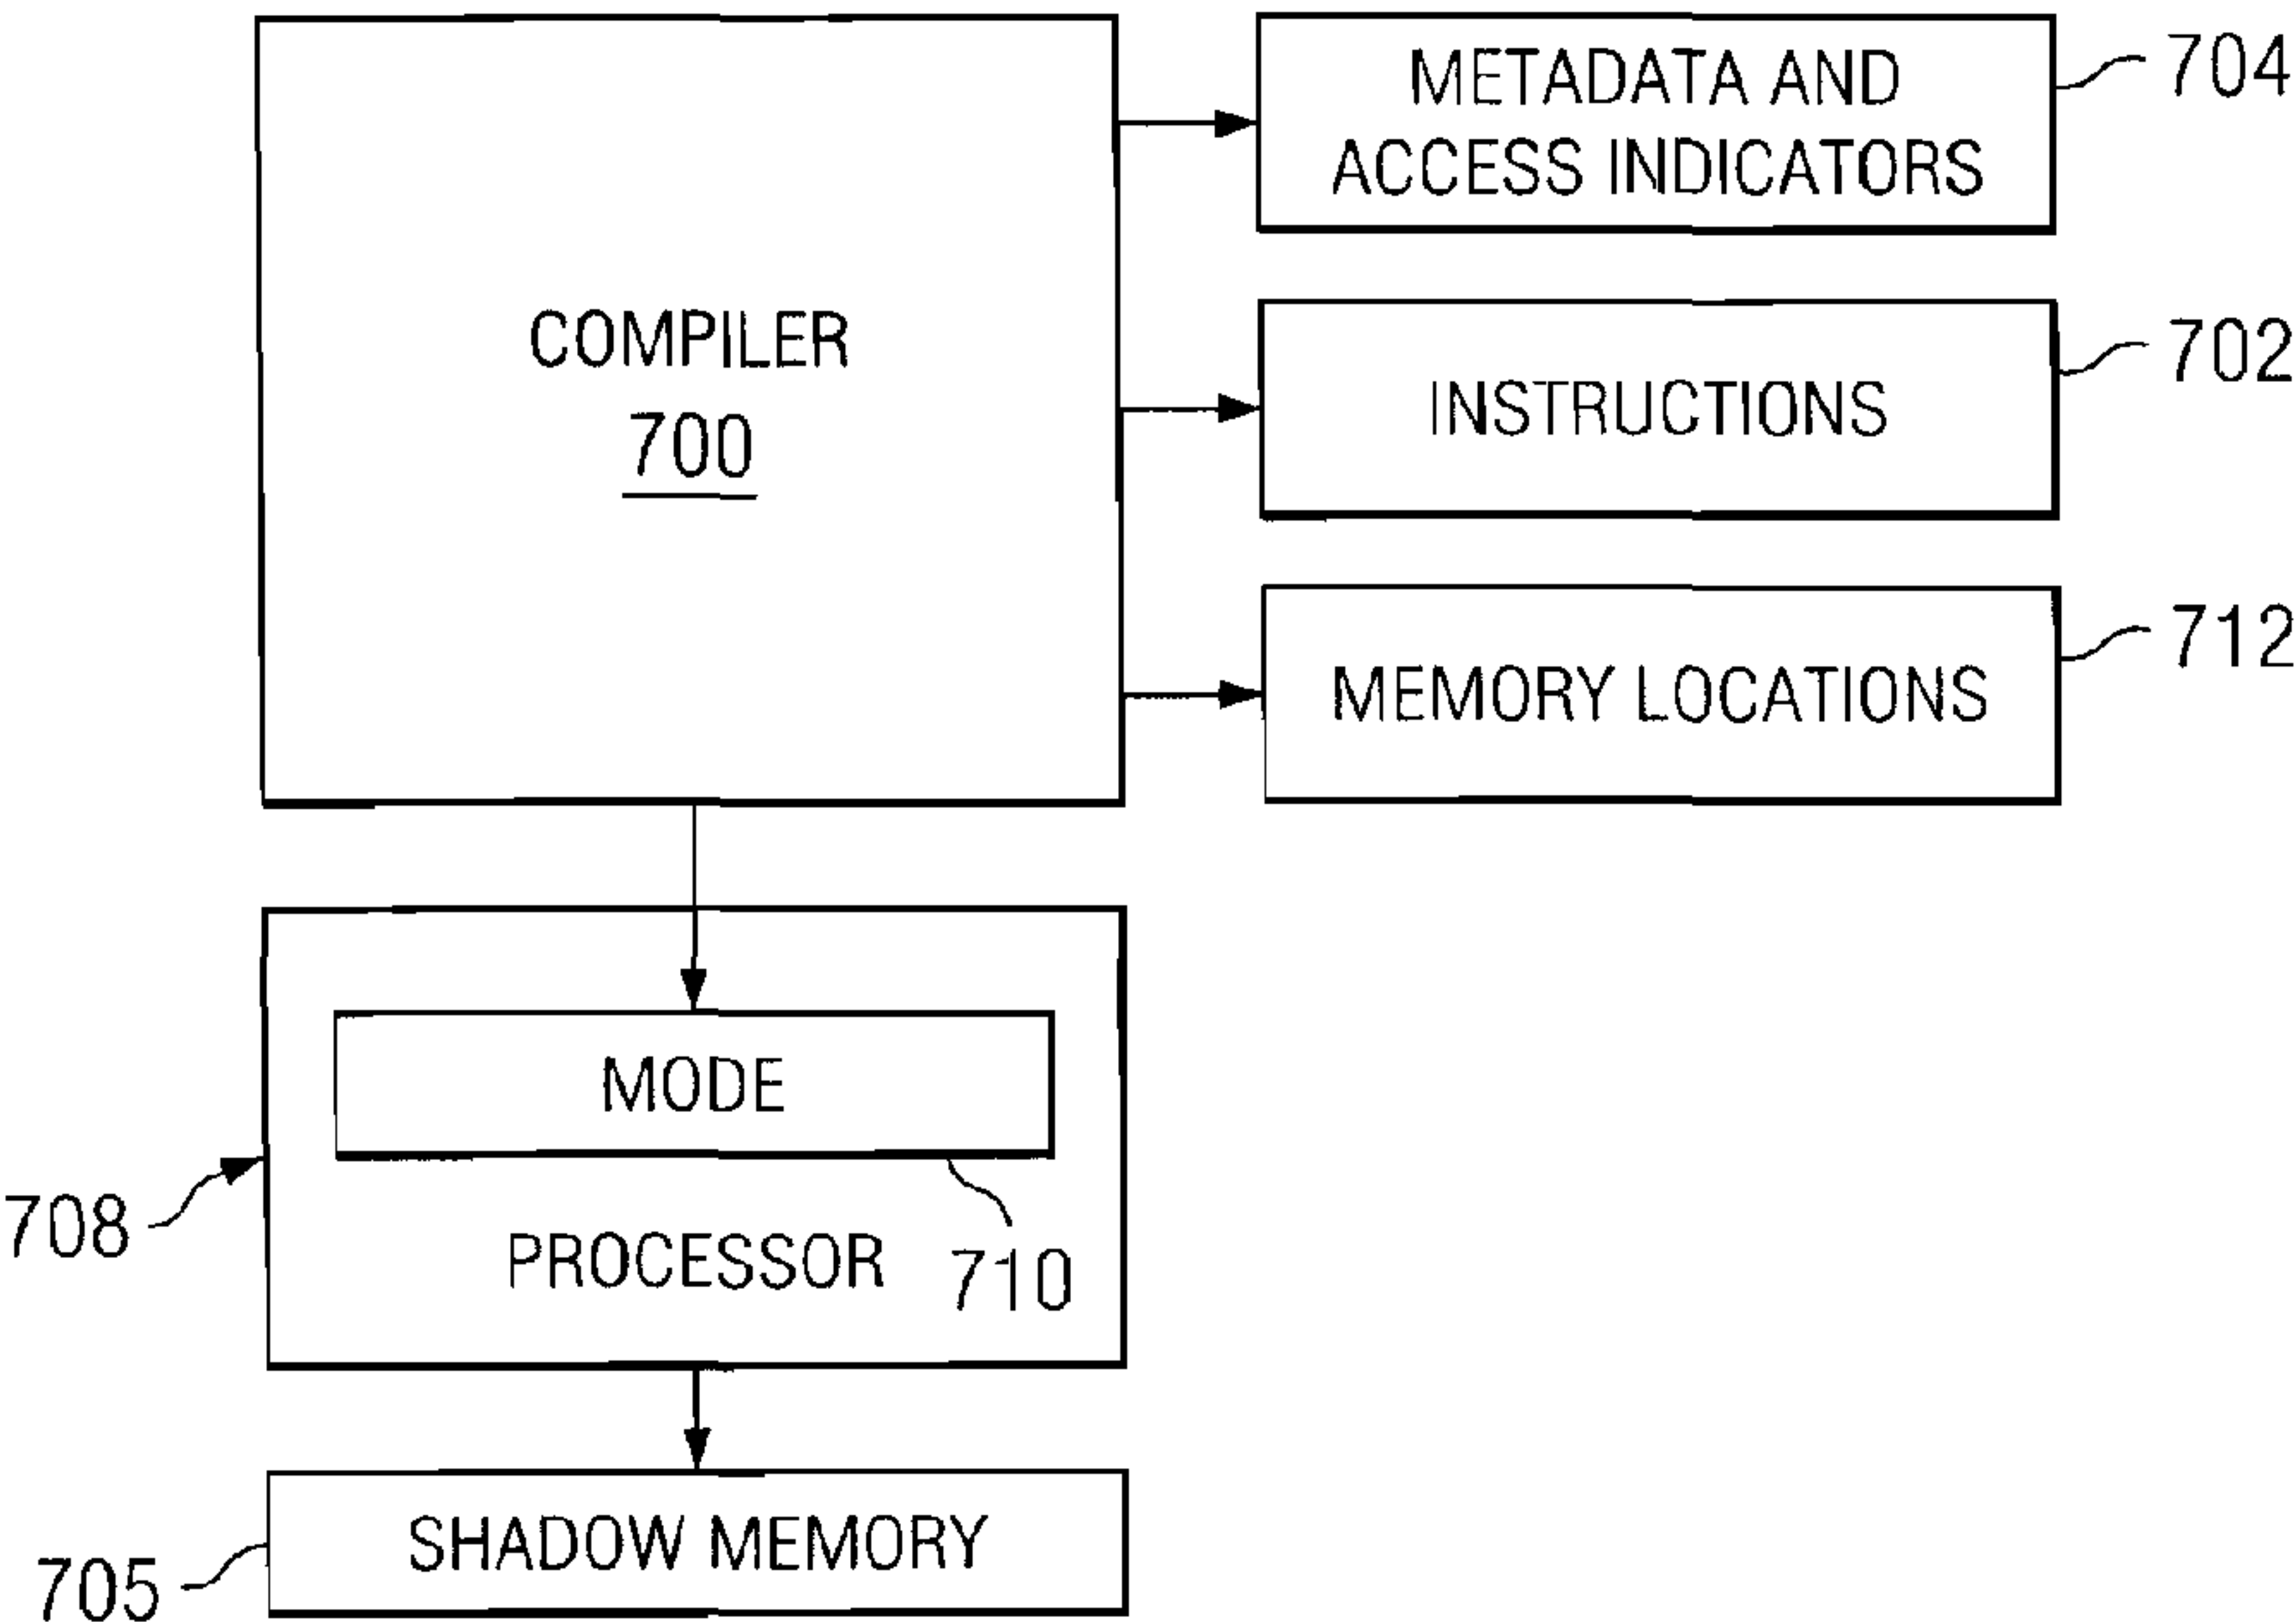 METADATA AND
ACCESS INDICATORS
704
COMPILER
700
INSTRUCTIONS
702
MEMORY LOCATIONS
712
MODE
710
PROCESSOR
708
SHADOW MEMORY
705